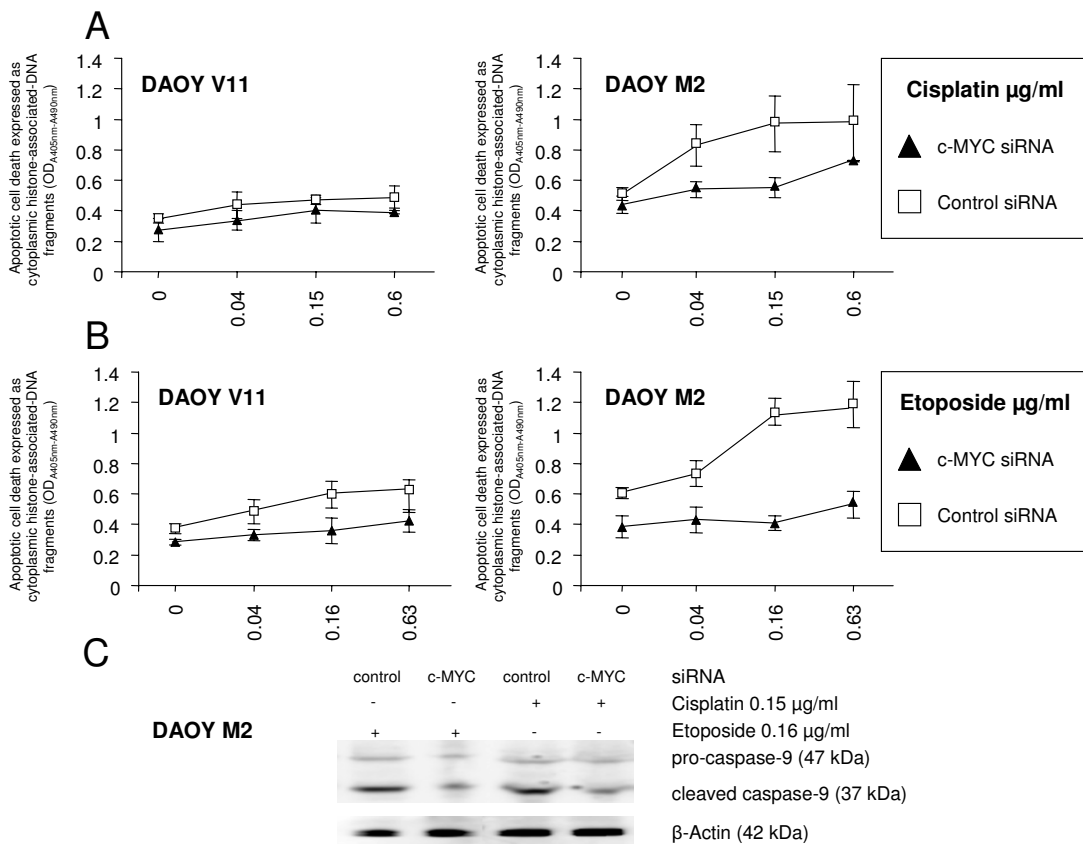 A
Apoptotic cell death expressed as
cytoplasmic histone-associated-DNA
fragments (OD A405nm-A490nm)
1.4
1.2
1
0.8
0.6
0.4
0.2
0
DAOY V11
0
0.04
0.15
0.6
Apoptotic cell death expressed as
cytoplasmic histone-associated-DNA
fragments (OD A405nm-A490nm)
1.4
1.2
1
0.8
0.6
0.4
0.2
0
DAOY M2
0
0.04
0.15
0.6
Cisplatin µg/ml
c-MYC siRNA
Control siRNA
B
Apoptotic cell death expressed as
cytoplasmic histone-associated-DNA
fragments (OD A405nm-A490nm)
1.4
1.2
1
0.8
0.6
0.4
0.2
0
DAOY V11
0
0.04
0.16
0.63
Apoptotic cell death expressed as
cytoplasmic histone-associated-DNA
fragments (OD A405nm-A490nm)
1.4
1.2
1
0.8
0.6
0.4
0.2
0
DAOY M2
0
0.04
0.16
0.63
Etoposide µg/ml
c-MYC siRNA
Control siRNA
C
control c-MYC control c-MYC siRNA
- - + + Cisplatin 0.15 µg/ml
DAOY M2 + + - - Etoposide 0.16 µg/ml
pro-caspase-9 (47 kDa)
cleaved caspase-9 (37 kDa)
β-Actin (42 kDa)